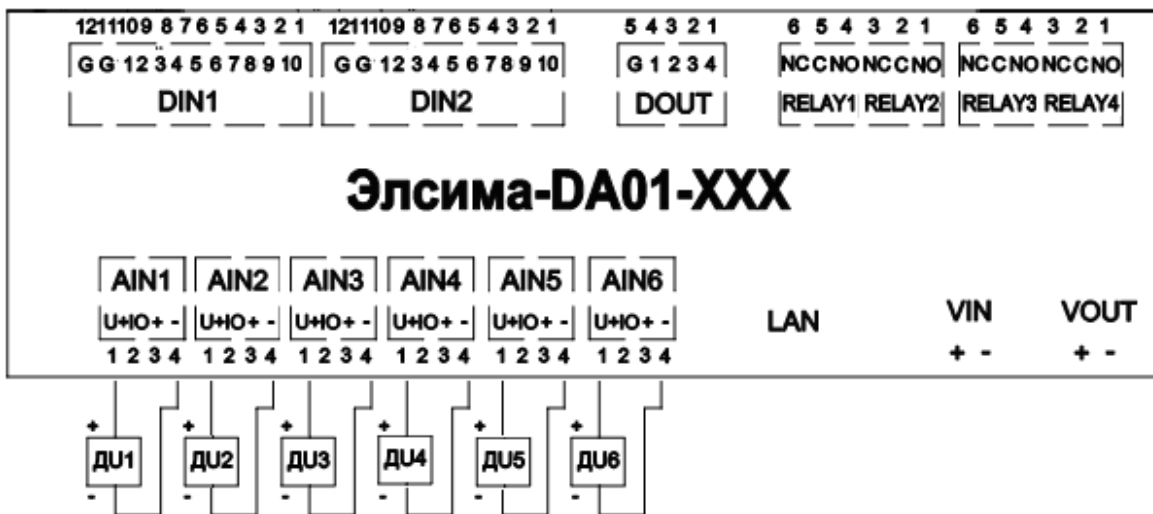 12 11 10 9 8 7 6 5 4 3 2 1 12 11 10 9 8 7 6 5 4 3 2 1 5 4 3 2 1 6 5 4 3 2 1 6 5 4 3 2 1
G G 1 2 3 4 5 6 7 8 9 10 G G 1 2 3 4 5 6 7 8 9 10 G 1 2 3 4 NC C NO NC C NO NC C NO NC C NO
DIN1 DIN2 DOUT RELAY1 RELAY2 RELAY3 RELAY4
Элсима-DA01-XXX
AIN1 AIN2 AIN3 AIN4 AIN5 AIN6
U+IO+ - U+IO+ - U+IO+ - U+IO+ - U+IO+ - U+IO+ - LAN VIN VOUT
1 2 3 4 1 2 3 4 1 2 3 4 1 2 3 4 1 2 3 4 1 2 3 4 + - + -
+ + + + + +
ДU1 ДU2 ДU3 ДU4 ДU5 ДU6
- - - - - -